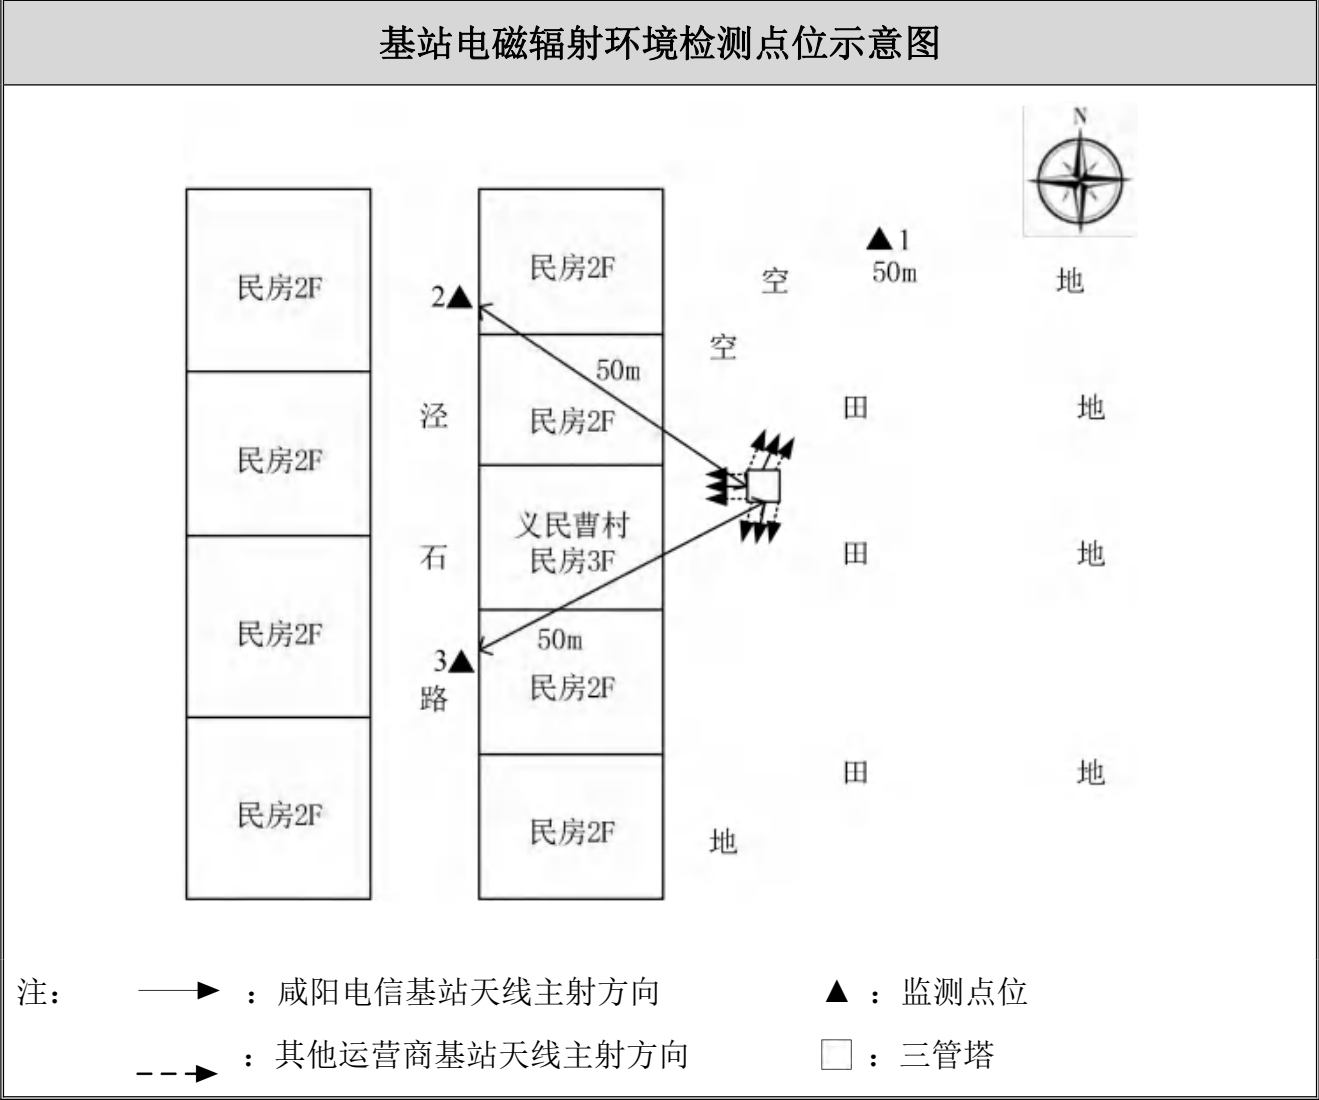 基站电磁辐射环境检测点位示意图
N
▲1
50m
空 地
民房2F
民房2F
2▲
空
50m
泾
民房2F
田 地
民房2F
义民曹村
民房3F
石
田 地
民房2F
50m
3▲
民房2F
路
田 地
民房2F
民房2F
地
注： ：咸阳电信基站天线主射方向 ▲ ：监测点位
：其他运营商基站天线主射方向 ：三管塔